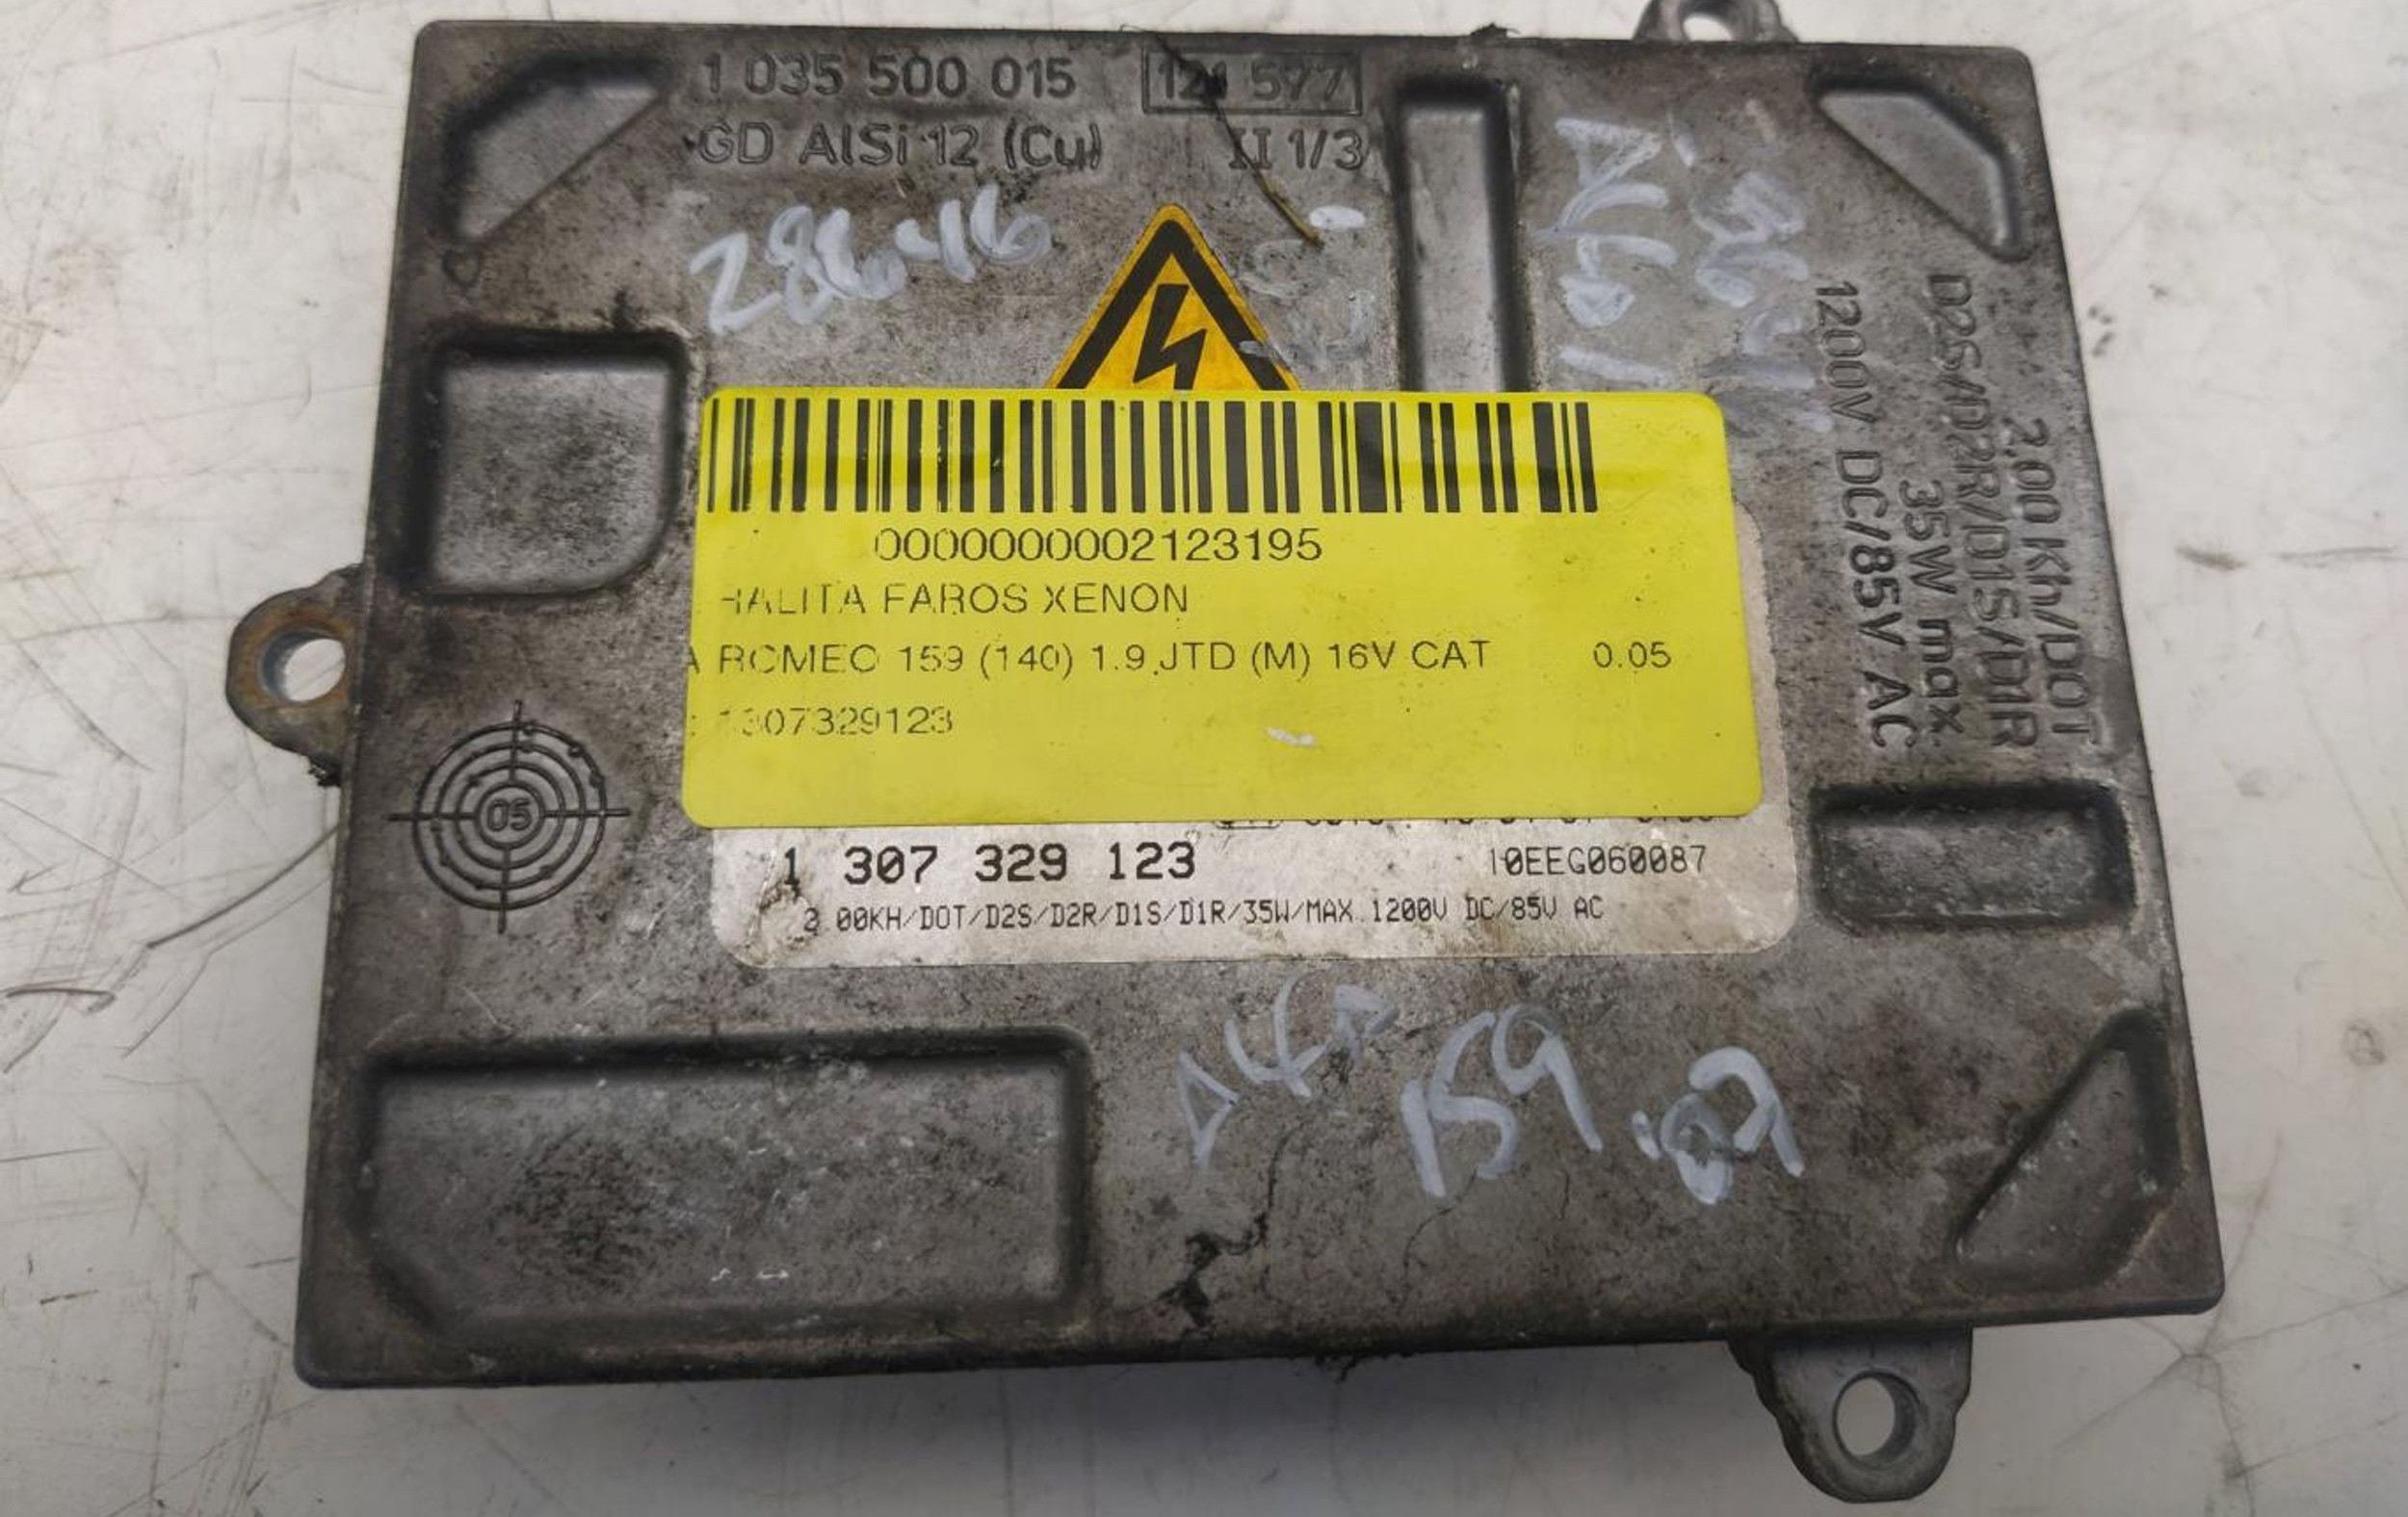 1 035 500 015 121 577
GD AlSi 12 (Cu) II 1/3
28646
0000000002123195
HALITA FAROS XENON
A ROMEO 159 (140) 1.9 JTD (M) 16V CAT 0.05
: 1307329123
1 307 329 123 10EEG060087
2 00KH/DOT/D2S/D2R/D1S/D1R/35W/MAX.1200V DC/85V AC
05
159
2,00 Kh/DOT
D2S/D2R/D1S/D1R
35W max.
1200V DC/85V AC